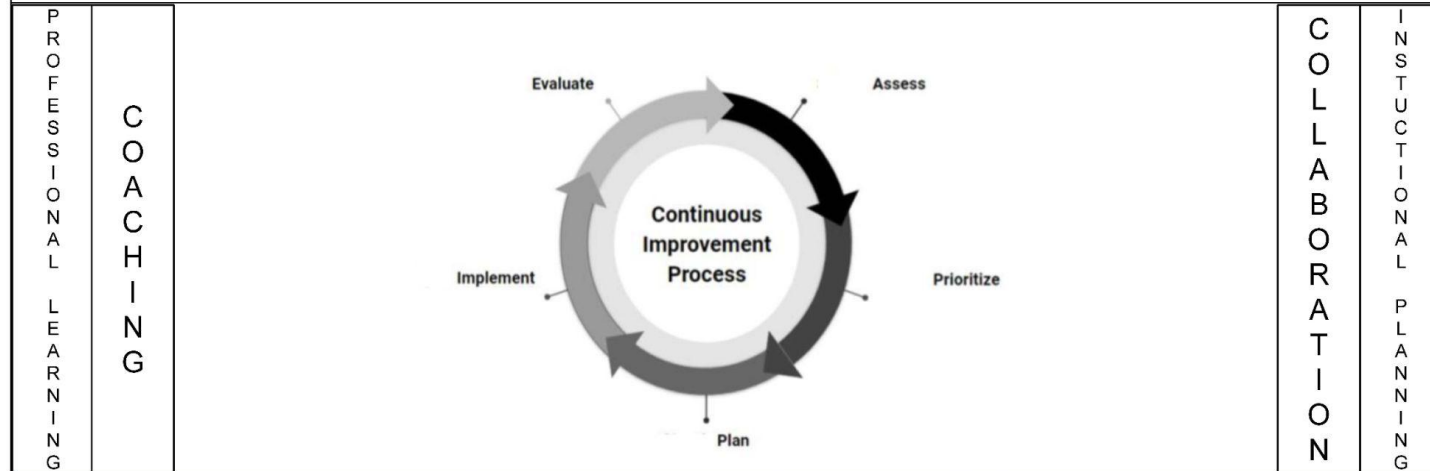 PROFESSIONAL LEARNING
COACHING
Evaluate
Assess
Continuous
Improvement
Process
Implement
Prioritize
Plan
COLLABORATION
INSTUCTIONAL PLANNING